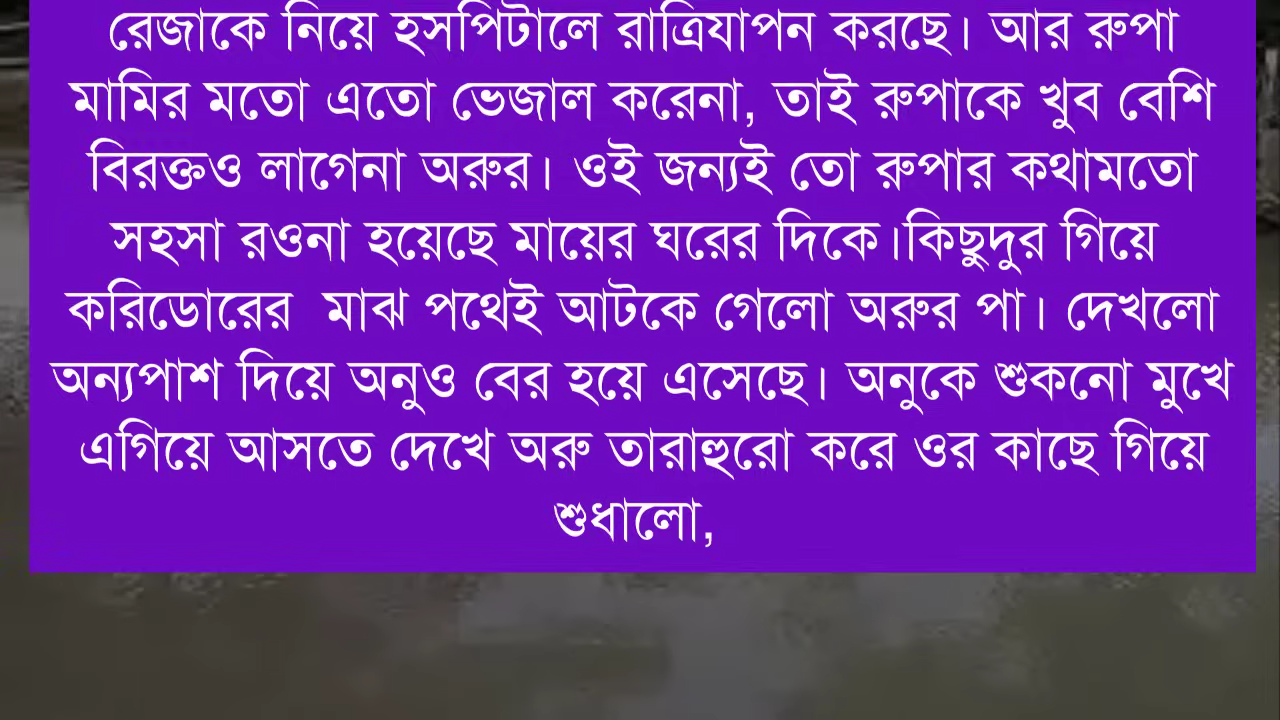 রেজাকে নিয়ে হসপিটালে রাত্রিযাপন করছে। আর রুপা
মামির মতো এতো ভেজাল করেনা, তাই রুপাকে খুব বেশি
বিরক্তও লাগেনা অরুর। ওই জন্যই তো রুপার কথামতো
সহসা রওনা হয়েছে মায়ের ঘরের দিকে।কিছুদুর গিয়ে
করিডোরের  মাঝ পথেই আটকে গেলো অরুর পা। দেখলো
অন্যপাশ দিয়ে অনুও বের হয়ে এসেছে। অনুকে শুকনো মুখে
এগিয়ে আসতে দেখে অরু তারাহুরো করে ওর কাছে গিয়ে
শুধালো,